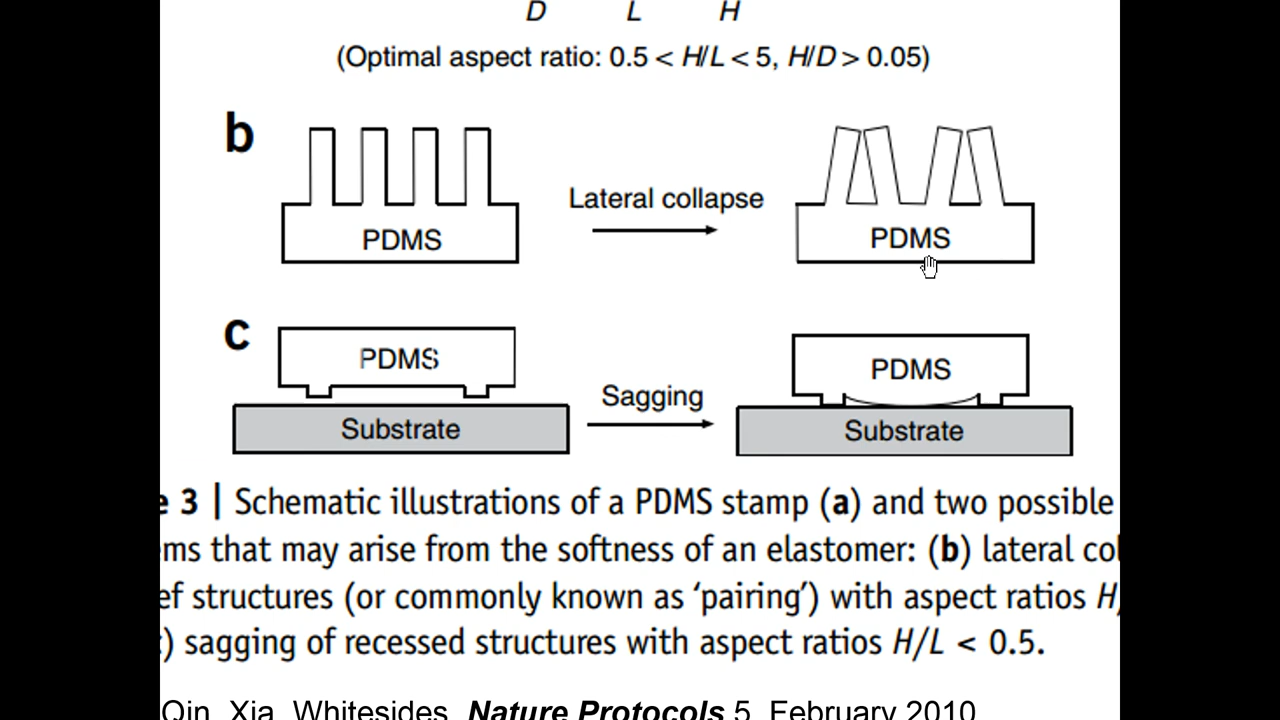 D L H
(Optimal aspect ratio: 0.5 < H/L < 5, H/D > 0.05)
b
Lateral collapse
PDMS
PDMS
c
PDMS
PDMS
Sagging
Substrate
Substrate
e 3 | Schematic illustrations of a PDMS stamp (a) and two possible
ms that may arise from the softness of an elastomer: (b) lateral col
ef structures (or commonly known as ‘pairing’) with aspect ratios H/
) sagging of recessed structures with aspect ratios H/L < 0.5.
Qin, Xia, Whitesides, Nature Protocols 5, February 2010